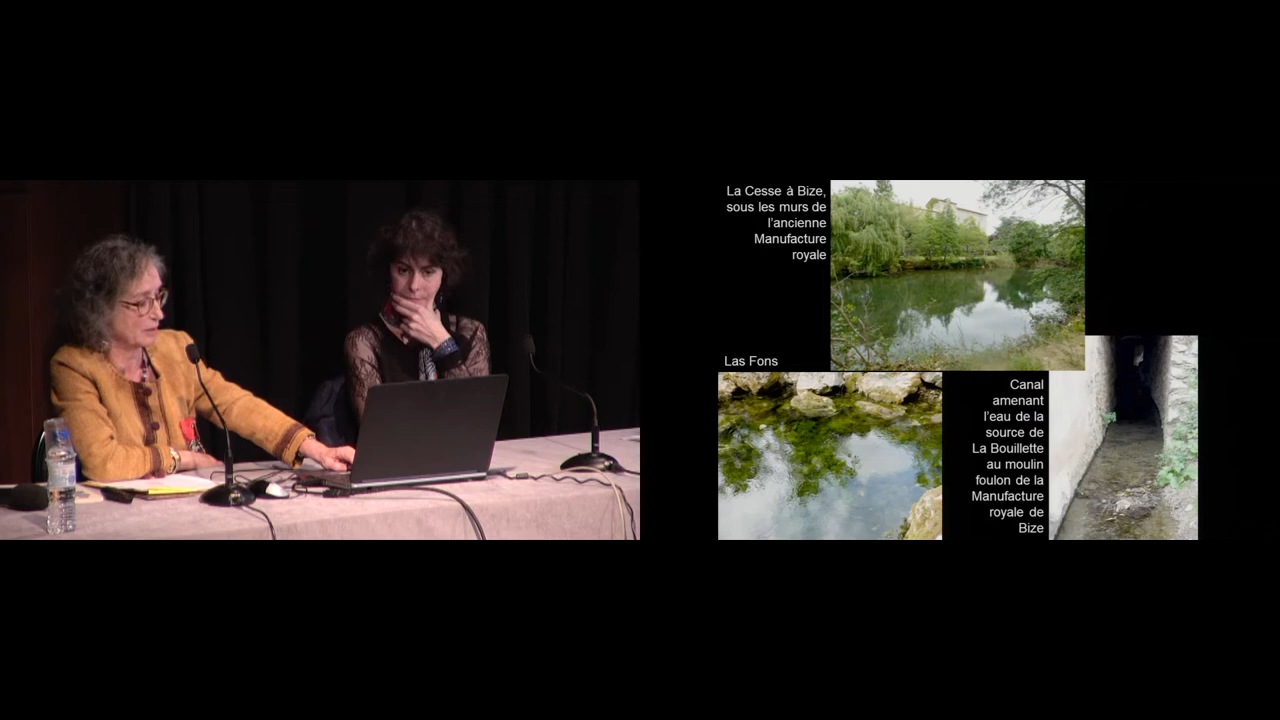 La Cesse à Bize,
sous les murs de
l'ancienne
Manufacture
royale
Las Fons
Canal
amenant
l'eau de la
source de
La Bouillette
au moulin
foulon de la
Manufacture
royale de
Bize